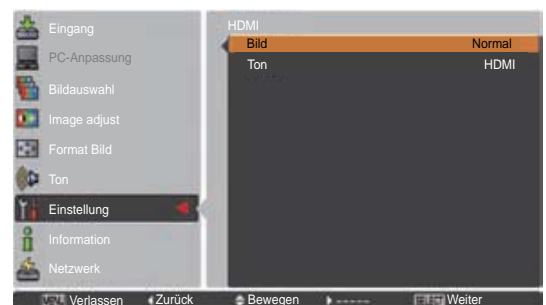 Eingang
PC-Anpassung
Bildauswahl
Image adjust
Format Bild
Ton
Einstellung
Information
Netzwerk
HDMI
Bild Normal
Ton HDMI
Verlassen Zurück Bewegen ----- Weiter